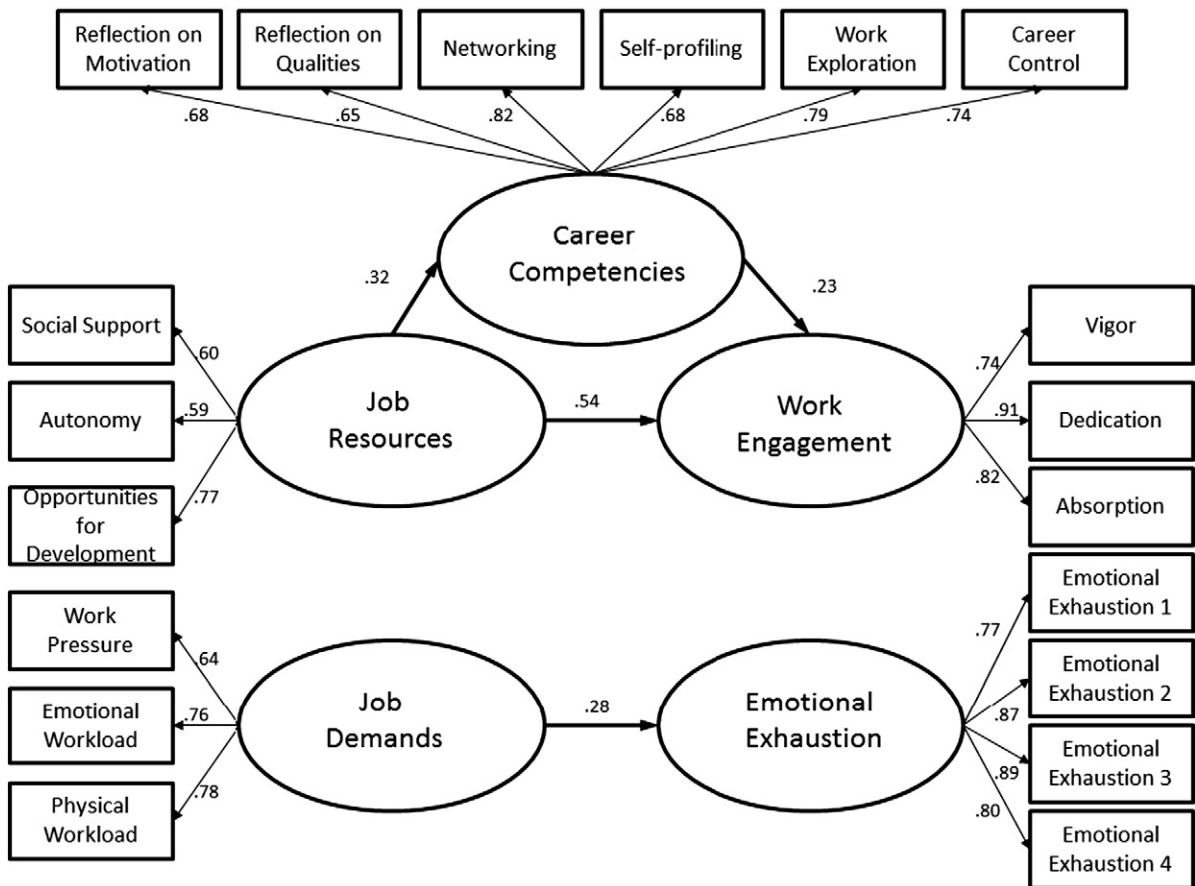 Reflection on
Motivation
Reflection on
Qualities
Networking
Self-profiling
Work
Exploration
Career
Control
.68
.65
.82
.68
.79
.74
Career
Competencies
.32
.23
Social Support
Autonomy
Opportunities
for
Development
.60
.59
.77
Job
Resources
.54
Work
Engagement
.74
.91
.82
Vigor
Dedication
Absorption
Work
Pressure
Emotional
Workload
Physical
Workload
.64
.76
.78
Job
Demands
.28
Emotional
Exhaustion
.77
.87
.89
.80
Emotional
Exhaustion 1
Emotional
Exhaustion 2
Emotional
Exhaustion 3
Emotional
Exhaustion 4